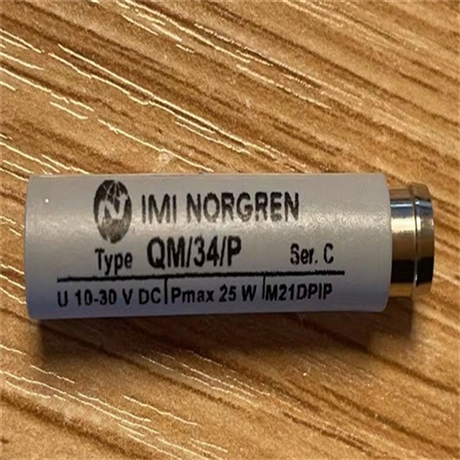 IMI NORGREN
Type QM/34/P Ser. C
U 10-30 V DC Pmax 25 W M21DPIP